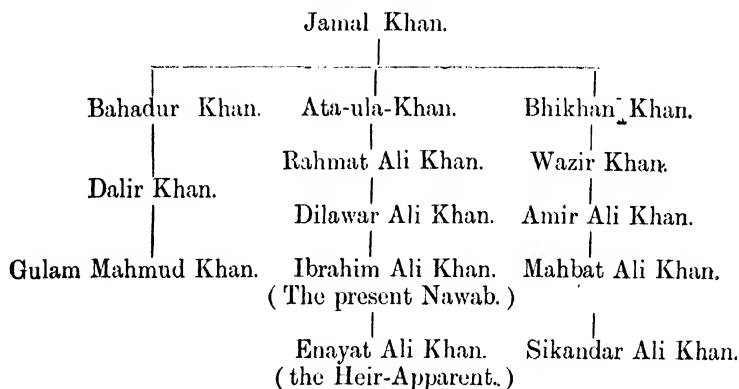 Jamal Khan.
Bahadur Khan. Ata-ula-Khan. Bhikhan Khan.
Rahmat Ali Khan. Wazir Khan.
Dalir Khan.
Dilawar Ali Khan. Amir Ali Khan.
Gulam Mahmud Khan. Ibrahim Ali Khan. Mahbat Ali Khan.
( The present Nawab. )
Enayat Ali Khan. Sikandar Ali Khan.
(the Heir-Apparent.)